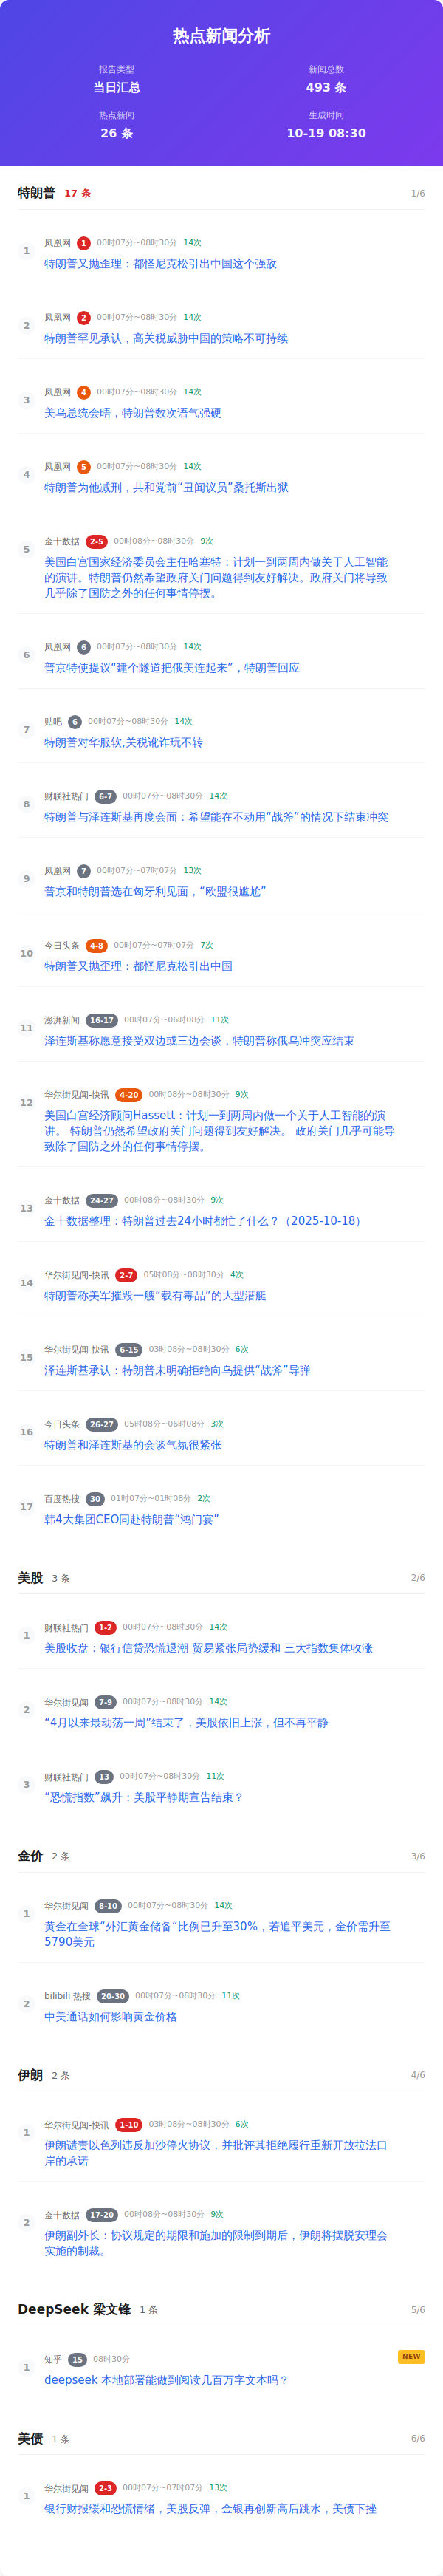 热点新闻分析
报告类型
新闻总数
当日汇总
493 条
热点新闻
生成时间
26 条
10-19 08:30
特朗普 17 条 1/6
1
凤凰网 1 00时07分~08时30分 14次
特朗普又抛歪理：都怪尼克松引出中国这个强敌
2
凤凰网 2 00时07分~08时30分 14次
特朗普罕见承认，高关税威胁中国的策略不可持续
3
凤凰网 4 00时07分~08时30分 14次
美乌总统会晤，特朗普数次语气强硬
4
凤凰网 5 00时07分~08时30分 14次
特朗普为他减刑，共和党前“丑闻议员”桑托斯出狱
5
金十数据 2-5 00时08分~08时30分 9次
美国白宫国家经济委员会主任哈塞特：计划一到两周内做关于人工智能
的演讲。特朗普仍然希望政府关门问题得到友好解决。政府关门将导致
几乎除了国防之外的任何事情停摆。
6
凤凰网 6 00时07分~08时30分 14次
普京特使提议“建个隧道把俄美连起来”，特朗普回应
7
贴吧 6 00时07分~08时30分 14次
特朗普对华服软,关税讹诈玩不转
8
财联社热门 6-7 00时07分~08时30分 14次
特朗普与泽连斯基再度会面：希望能在不动用“战斧”的情况下结束冲突
9
凤凰网 7 00时07分~07时07分 13次
普京和特朗普选在匈牙利见面，“欧盟很尴尬”
10
今日头条 4-8 00时07分~07时07分 7次
特朗普又抛歪理：都怪尼克松引出中国
11
澎湃新闻 16-17 00时07分~06时08分 11次
泽连斯基称愿意接受双边或三边会谈，特朗普称俄乌冲突应结束
12
华尔街见闻-快讯 4-20 00时08分~08时30分 9次
美国白宫经济顾问Hassett：计划一到两周内做一个关于人工智能的演
讲。 特朗普仍然希望政府关门问题得到友好解决。 政府关门几乎可能导
致除了国防之外的任何事情停摆。
13
金十数据 24-27 00时08分~08时30分 9次
金十数据整理：特朗普过去24小时都忙了什么？（2025-10-18）
14
华尔街见闻-快讯 2-7 05时08分~08时30分 4次
特朗普称美军摧毁一艘“载有毒品”的大型潜艇
15
华尔街见闻-快讯 6-15 03时08分~08时30分 6次
泽连斯基承认：特朗普未明确拒绝向乌提供“战斧”导弹
16
今日头条 26-27 05时08分~06时08分 3次
特朗普和泽连斯基的会谈气氛很紧张
17
百度热搜 30 01时07分~01时08分 2次
韩4大集团CEO同赴特朗普“鸿门宴”
美股 3 条 2/6
1
财联社热门 1-2 00时07分~08时30分 14次
美股收盘：银行信贷恐慌退潮 贸易紧张局势缓和 三大指数集体收涨
2
华尔街见闻 7-9 00时07分~08时30分 14次
“4月以来最动荡一周”结束了，美股依旧上涨，但不再平静
3
财联社热门 13 00时07分~08时30分 11次
“恐慌指数”飙升：美股平静期宣告结束？
金价 2 条 3/6
1
华尔街见闻 8-10 00时07分~08时30分 14次
黄金在全球“外汇黄金储备“比例已升至30%，若追平美元，金价需升至
5790美元
2
bilibili 热搜 20-30 00时07分~08时30分 11次
中美通话如何影响黄金价格
伊朗 2 条 4/6
1
华尔街见闻-快讯 1-10 03时08分~08时30分 6次
伊朗谴责以色列违反加沙停火协议，并批评其拒绝履行重新开放拉法口
岸的承诺
2
金十数据 17-20 00时08分~08时30分 9次
伊朗副外长：协议规定的期限和施加的限制到期后，伊朗将摆脱安理会
实施的制裁。
DeepSeek 梁文锋 1 条 5/6
1
知乎 15 08时30分 NEW
deepseek 本地部署能做到阅读几百万字文本吗？
美债 1 条 6/6
1
华尔街见闻 2-3 00时07分~07时07分 13次
银行财报缓和恐慌情绪，美股反弹，金银再创新高后跳水，美债下挫